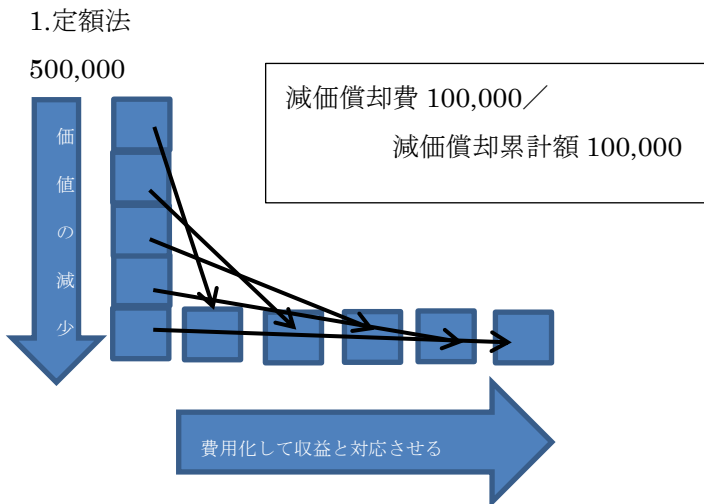 1.定額法
500,000
減価償却費 100,000／
減価償却累計額 100,000
価値の減少
費用化して収益と対応させる